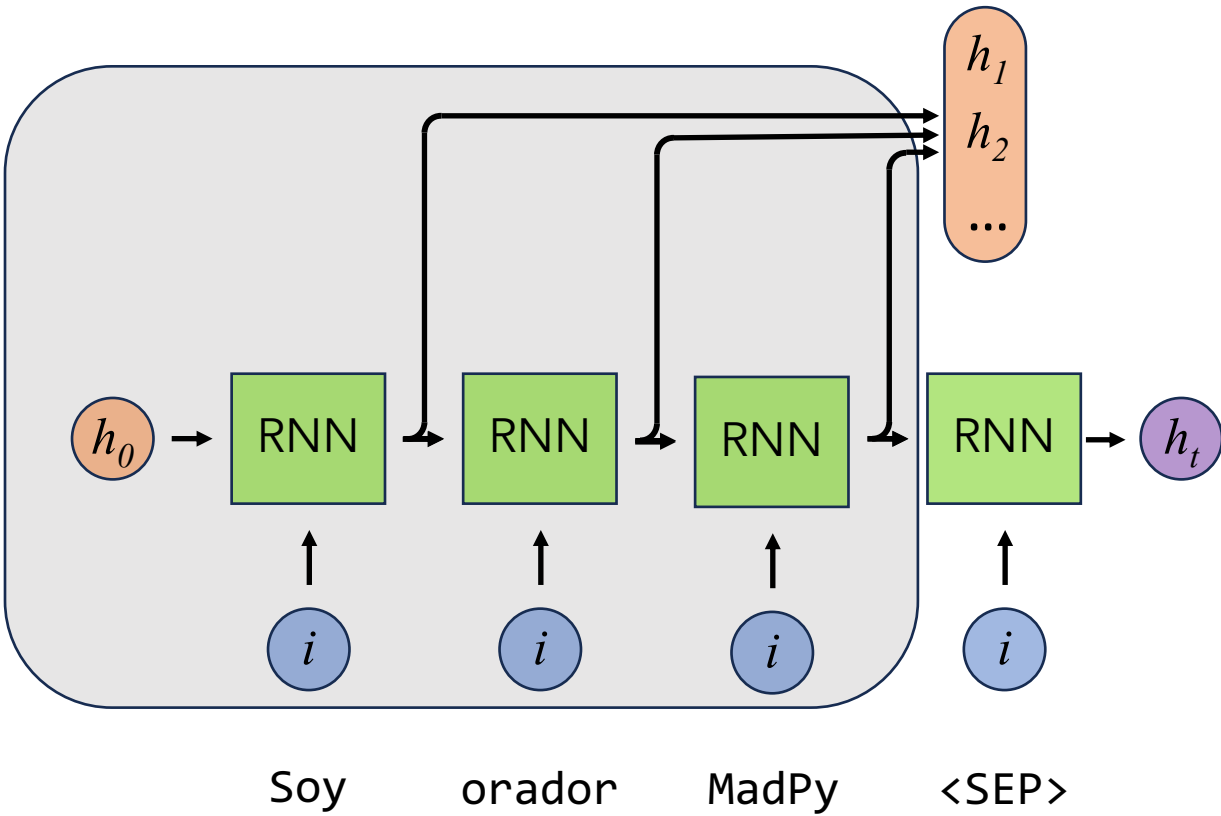 h1
h2
...
h0 RNN RNN RNN RNN ht
i i i i
Soy orador MadPy <SEP>